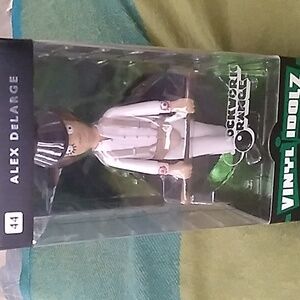 44
ALEX DeLARGE
CLOCKWORK
ORANGE
VINYL IDOLZ